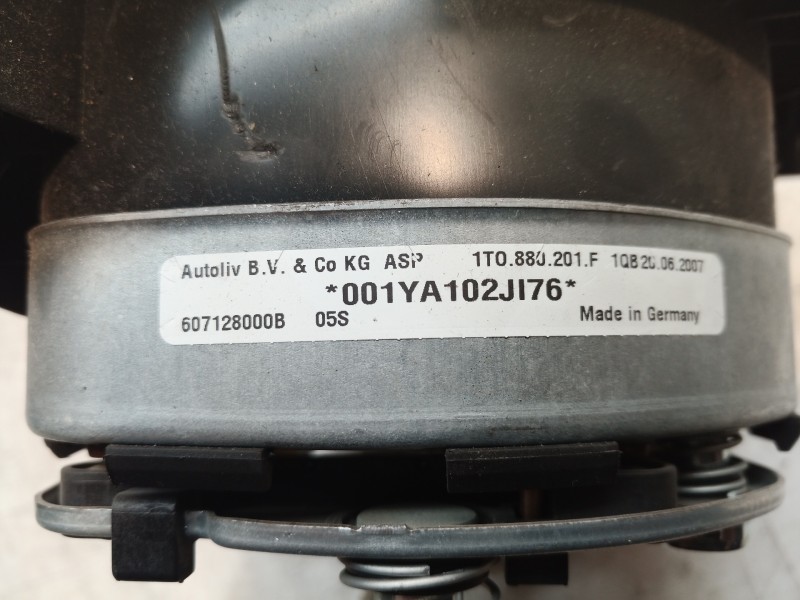 Autoliv B.V. & Co KG ASP 1T0.880.201.F 1QB 20.06.2007
*001YA102JI76*
607128000B 05S Made in Germany